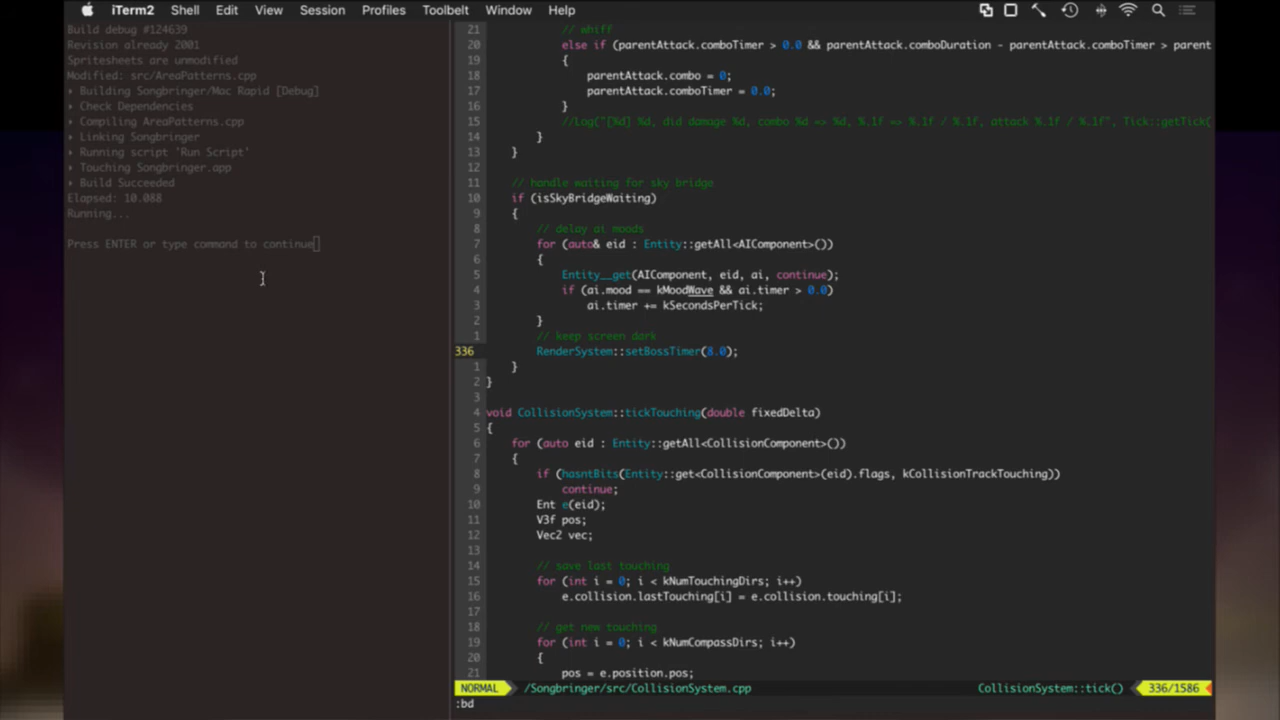 iTerm2 Shell Edit View Session Profiles Toolbelt Window Help
Build debug #124639
Revision already 2001
Spritesheets are unmodified
Modified: src/AreaPatterns.cpp
Building Songbringer/Mac Rapid [Debug]
Check Dependencies
Compiling AreaPatterns.cpp
Linking Songbringer
Running script 'Run Script'
Touching Songbringer.app
Build Succeeded
Elapsed: 10.088
Running...
Press ENTER or type command to continue
21 // whiff
20 else if (parentAttack.comboTimer > 0.0 && parentAttack.comboDuration - parentAttack.comboTimer > parent
19 {
18 parentAttack.combo = 0;
17 parentAttack.comboTimer = 0.0;
16 }
15 //Log("[%d] %d, did damage %d, combo %d => %d, %.1f => %.1f / %.1f, attack %.1f / %.1f", Tick::getTick(
14 }
13 }
12
11 // handle waiting for sky bridge
10 if (isSkyBridgeWaiting)
9 {
8 // delay ai moods
7 for (auto& eid : Entity::getAll<AIComponent>())
6 {
5 Entity__get(AIComponent, eid, ai, continue);
4 if (ai.mood == kMoodWave && ai.timer > 0.0)
3 ai.timer += kSecondsPerTick;
2 }
1 // keep screen dark
336 RenderSystem::setBossTimer(8.0);
1 }
2 }
3
4 void CollisionSystem::tickTouching(double fixedDelta)
5 {
6 for (auto eid : Entity::getAll<CollisionComponent>())
7 {
8 if (hasntBits(Entity::get<CollisionComponent>(eid).flags, kCollisionTrackTouching))
9 continue;
10 Ent e(eid);
11 V3f pos;
12 Vec2 vec;
13
14 // save last touching
15 for (int i = 0; i < kNumTouchingDirs; i++)
16 e.collision.lastTouching[i] = e.collision.touching[i];
17
18 // get new touching
19 for (int i = 0; i < kNumCompassDirs; i++)
20 {
21 pos = e.position.pos;
NORMAL /Songbringer/src/CollisionSystem.cpp CollisionSystem::tick() 336/1586
:bd